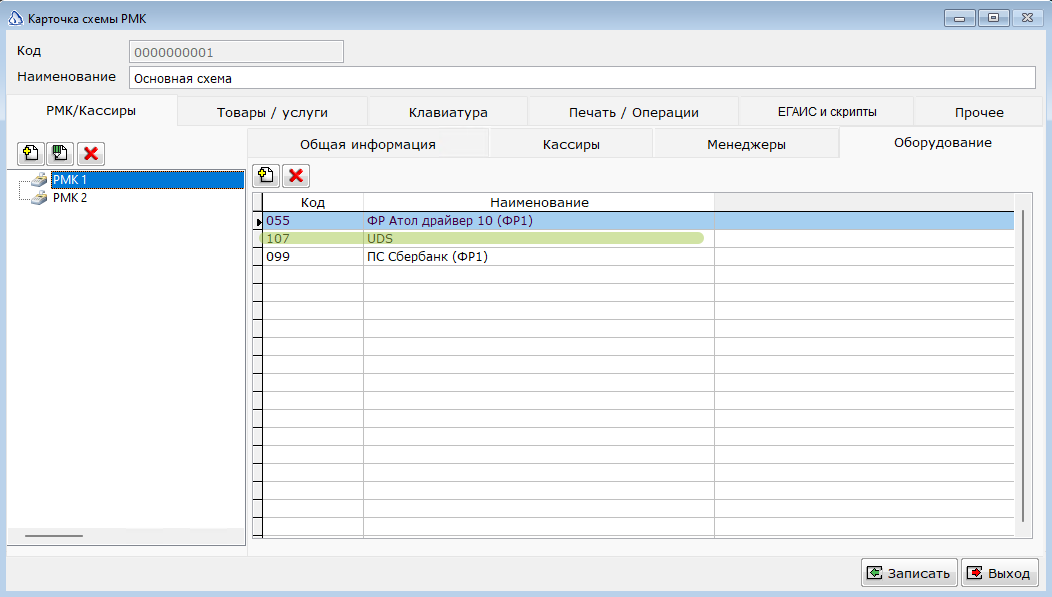 Карточка схемы РМК
Код
0000000001
Наименование
Основная схема
РМК/Кассиры
Товары / услуги
Клавиатура
Печать / Операции
ЕГАИС и скрипты
Прочее
РМК 1
РМК 2
Общая информация
Кассиры
Менеджеры
Оборудование
Код Наименование
055 ФР Атол драйвер 10 (ФР1)
107 UDS
099 ПС Сбербанк (ФР1)
Записать
Выход